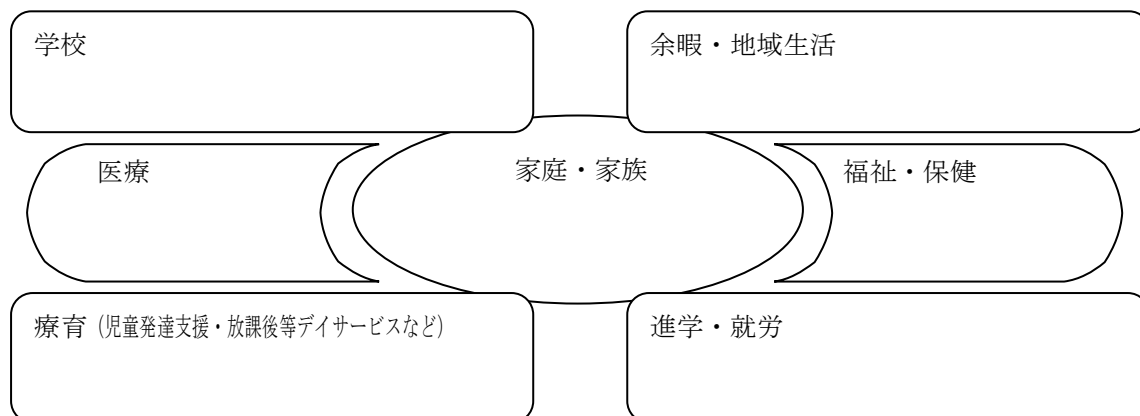 学校
余暇・地域生活
医療
家庭・家族
福祉・保健
療育（児童発達支援・放課後等デイサービスなど）
進学・就労